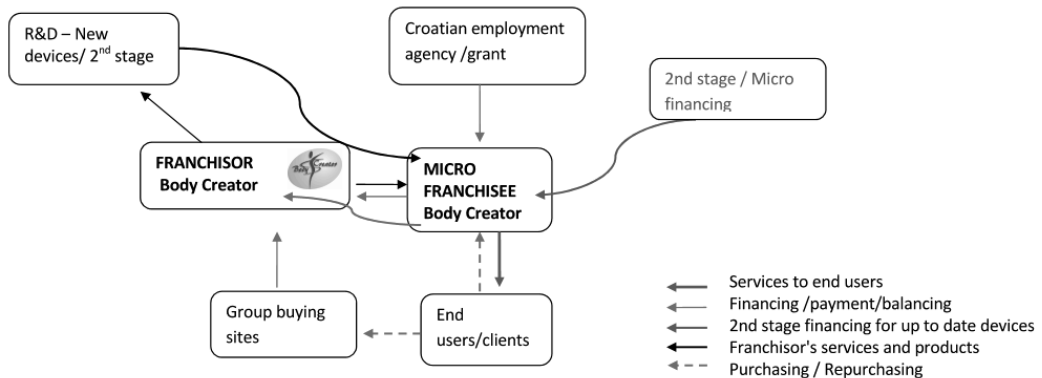 R&D – New
devices/ 2nd stage
Croatian employment
agency /grant
2nd stage / Micro
financing
FRANCHISOR
Body Creator
Body Creator
MICRO
FRANCHISEE
Body Creator
Group buying
sites
End
users/clients
Services to end users
Financing /payment/balancing
2nd stage financing for up to date devices
Franchisor's services and products
Purchasing / Repurchasing